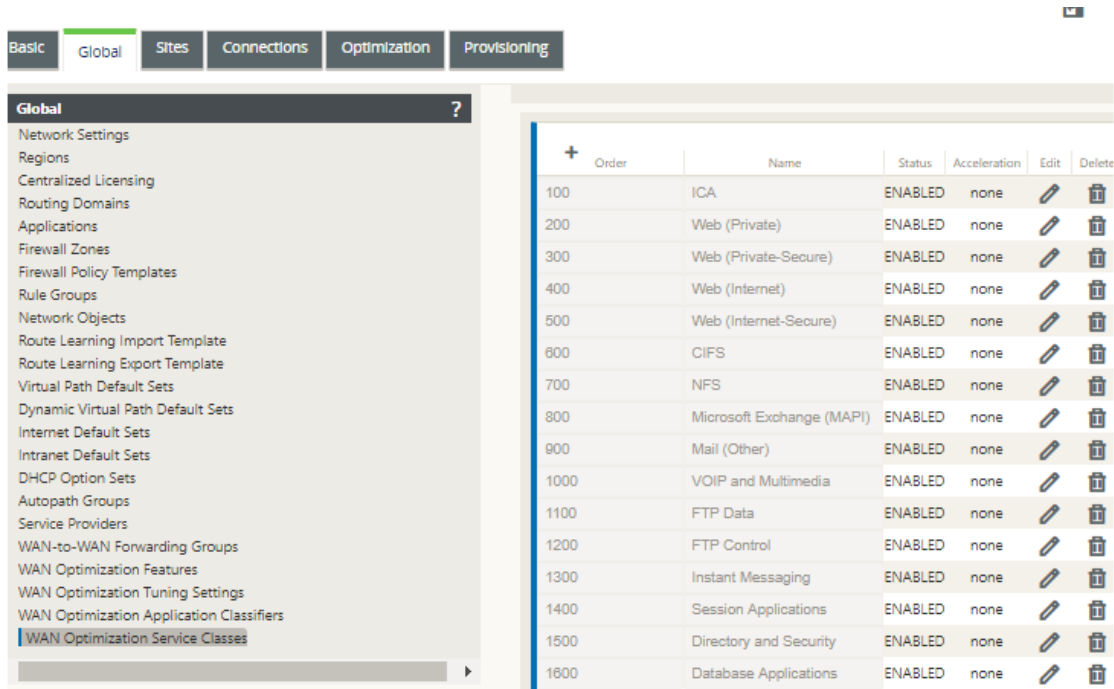 Basic Global Sites Connections Optimization Provisioning
Global ?
Network Settings
Regions
Centralized Licensing
Routing Domains
Applications
Firewall Zones
Firewall Policy Templates
Rule Groups
Network Objects
Route Learning Import Template
Route Learning Export Template
Virtual Path Default Sets
Dynamic Virtual Path Default Sets
Internet Default Sets
Intranet Default Sets
DHCP Option Sets
Autopath Groups
Service Providers
WAN-to-WAN Forwarding Groups
WAN Optimization Features
WAN Optimization Tuning Settings
WAN Optimization Application Classifiers
WAN Optimization Service Classes
+ Order Name Status Acceleration Edit Delete
100 ICA ENABLED none
200 Web (Private) ENABLED none
300 Web (Private-Secure) ENABLED none
400 Web (Internet) ENABLED none
500 Web (Internet-Secure) ENABLED none
600 CIFS ENABLED none
700 NFS ENABLED none
800 Microsoft Exchange (MAPI) ENABLED none
900 Mail (Other) ENABLED none
1000 VOIP and Multimedia ENABLED none
1100 FTP Data ENABLED none
1200 FTP Control ENABLED none
1300 Instant Messaging ENABLED none
1400 Session Applications ENABLED none
1500 Directory and Security ENABLED none
1600 Database Applications ENABLED none